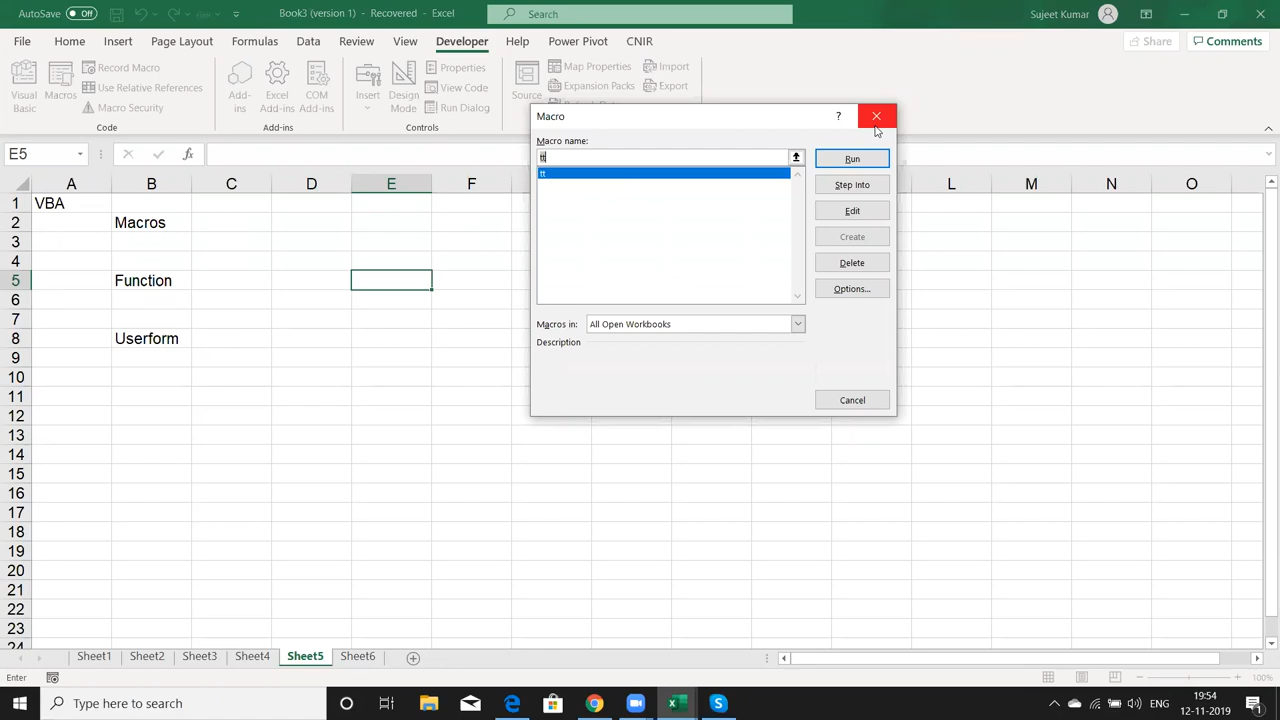 AutoSave Off Book3 (version 1) - Recovered Search Sujeet Kumar
File Home Insert Page Layout Formulas Data Review View Developer Help Power Pivot CNIR Share Comments
Visual Basic
Macros
Record Macro
Use Relative References
Macro Security
Code
Add-ins
Excel Add-ins
COM Add-ins
Add-ins
Insert
Design Mode
Properties
View Code
Run Dialog
Controls
Source
Map Properties
Expansion Packs
Import
Export
Macro ?
Macro name:
tt
tt
Run
Step Into
Edit
Create
Delete
Options...
Macros in: All Open Workbooks
Description
Cancel
E5 fx
A B C D E F L M N O
1 VBA
2 Macros
3
4
5 Function
6
7
8 Userform
9
10
11
12
13
14
15
16
17
18
19
20
21
22
23
24
Sheet1 Sheet2 Sheet3 Sheet4 Sheet5 Sheet6
Enter 100%
Type here to search ENG 19:54
12-11-2019